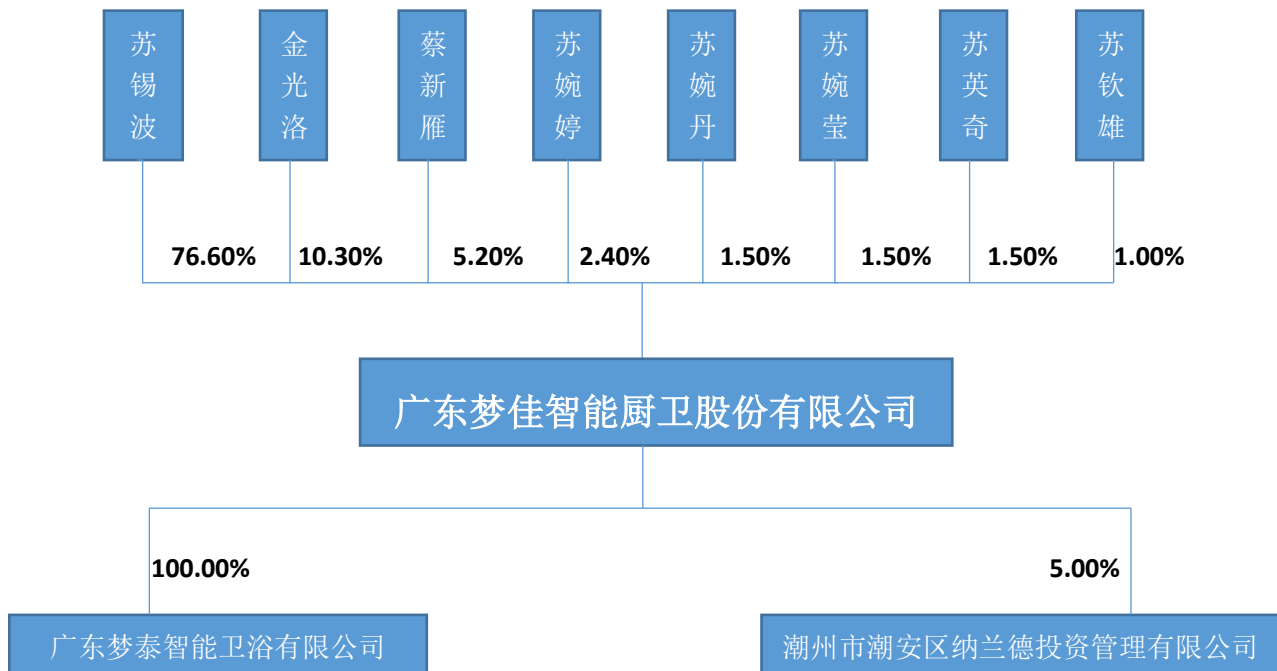 苏锡波
金光洛
蔡新雁
苏婉婷
苏婉丹
苏婉莹
苏英奇
苏钦雄
76.60%
10.30%
5.20%
2.40%
1.50%
1.50%
1.50%
1.00%
广东梦佳智能厨卫股份有限公司
100.00%
5.00%
广东梦泰智能卫浴有限公司
潮州市潮安区纳兰德投资管理有限公司